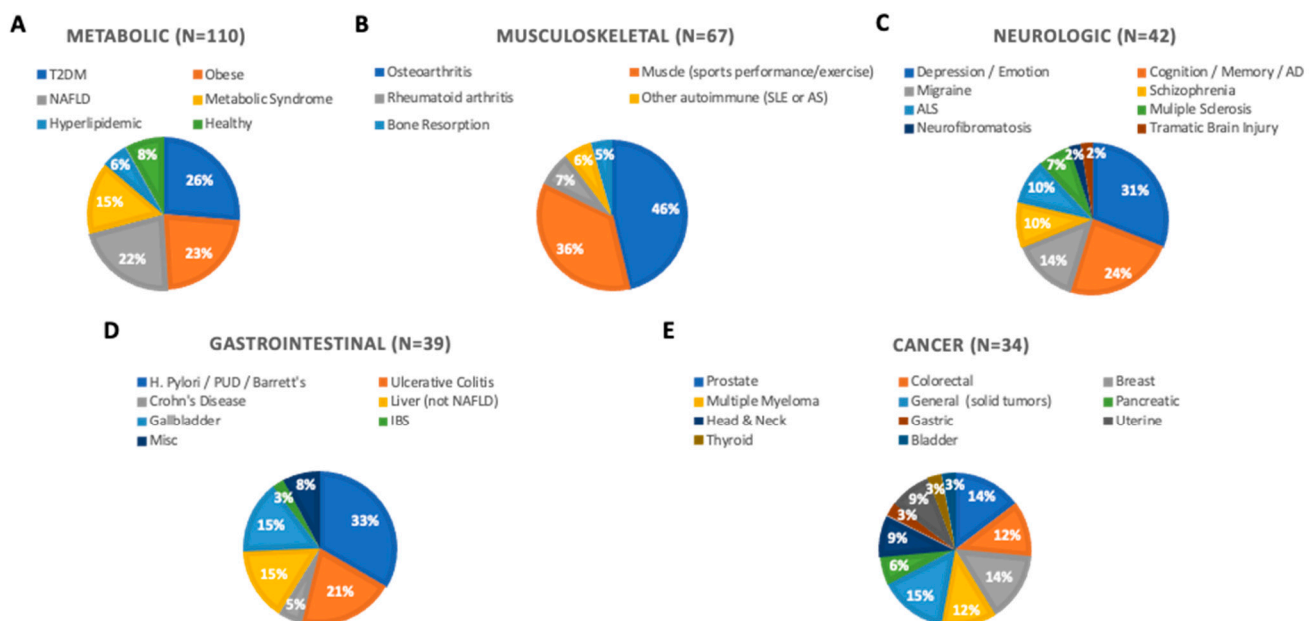 A
METABOLIC (N=110)
T2DM
Obese
NAFLD
Metabolic Syndrome
Hyperlipidemic
Healthy
8%
6%
26%
15%
22%
23%
B
MUSCULOSKELETAL (N=67)
Osteoarthritis
Muscle (sports performance/exercise)
Rheumatoid arthritis
Other autoimmune (SLE or AS)
Bone Resorption
6%
5%
7%
46%
36%
C
NEUROLOGIC (N=42)
Depression / Emotion
Cognition / Memory / AD
Migraine
Schizophrenia
ALS
Muliple Sclerosis
Neurofibromatosis
Tramatic Brain Injury
2%
2%
7%
10%
31%
10%
14%
24%
D
GASTROINTESTINAL (N=39)
H. Pylori / PUD / Barrett's
Ulcerative Colitis
Crohn's Disease
Liver (not NAFLD)
Gallbladder
IBS
Misc
8%
3%
33%
15%
15%
5%
21%
E
CANCER (N=34)
Prostate
Colorectal
Breast
Multiple Myeloma
General (solid tumors)
Pancreatic
Head & Neck
Gastric
Uterine
Thyroid
Bladder
3%
3%
14%
9%
3%
12%
9%
6%
14%
15%
12%